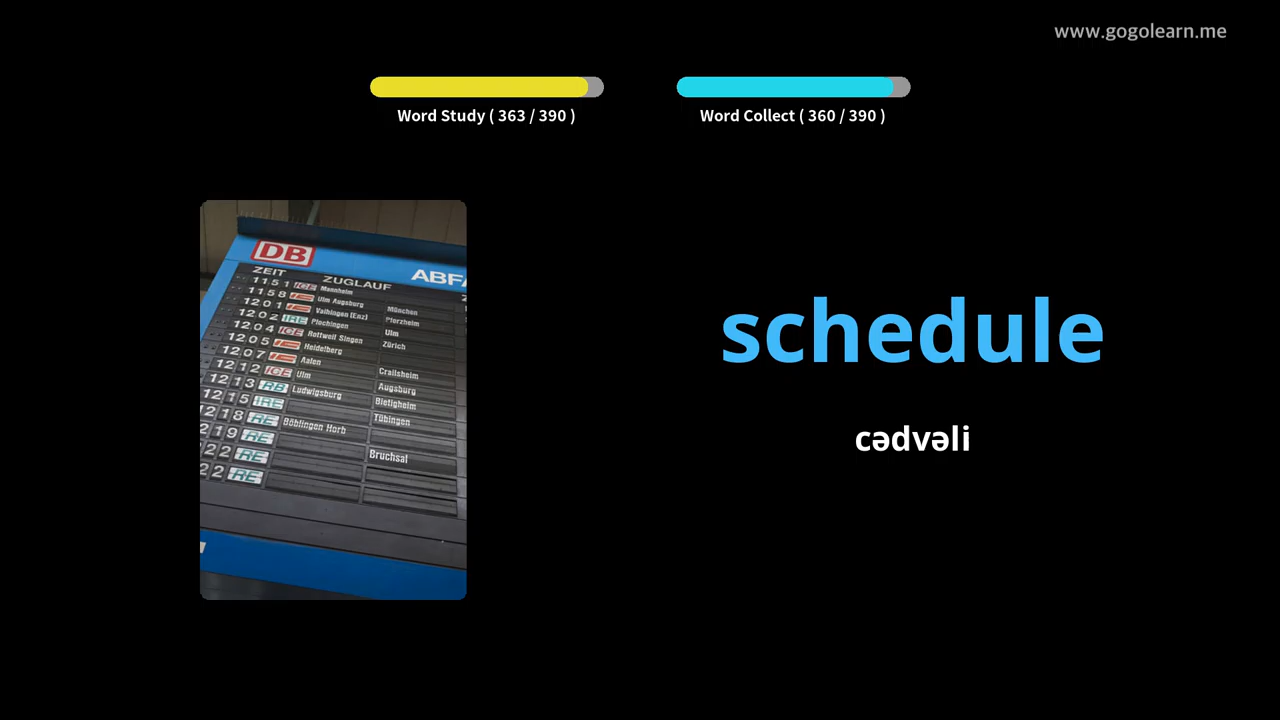 www.gogolearn.me
Word Study ( 363 / 390 )
Word Collect ( 360 / 390 )
DB
ZEIT ZUGLAUF ABFA
1151 ICE Mannheim
1158 Ulm Augsburg München
1201 Vaihingen (Enz) Pforzheim
1202 IRE Plochingen Ulm
1204 ICE Rottweil Singen Zürich
1205 Heidelberg
1207 Aalen Crailsheim
1212 ICE Ulm Augsburg
1213 RB Ludwigsburg Bietigheim
1215 IRE Tübingen
218 RE Böblingen Horb
219 RE Bruchsal
22 RE
22 RE
schedule
cədvəli